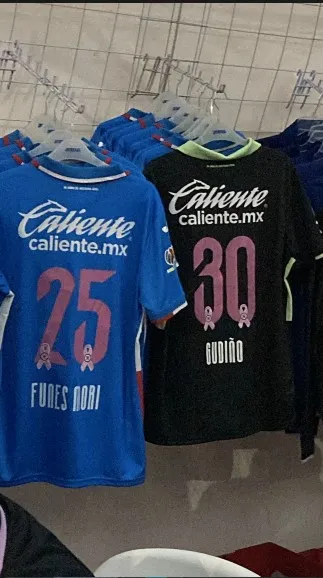 Caliente
caliente.mx
25
FUNES MORI
Caliente
caliente.mx
30
GUDIÑO